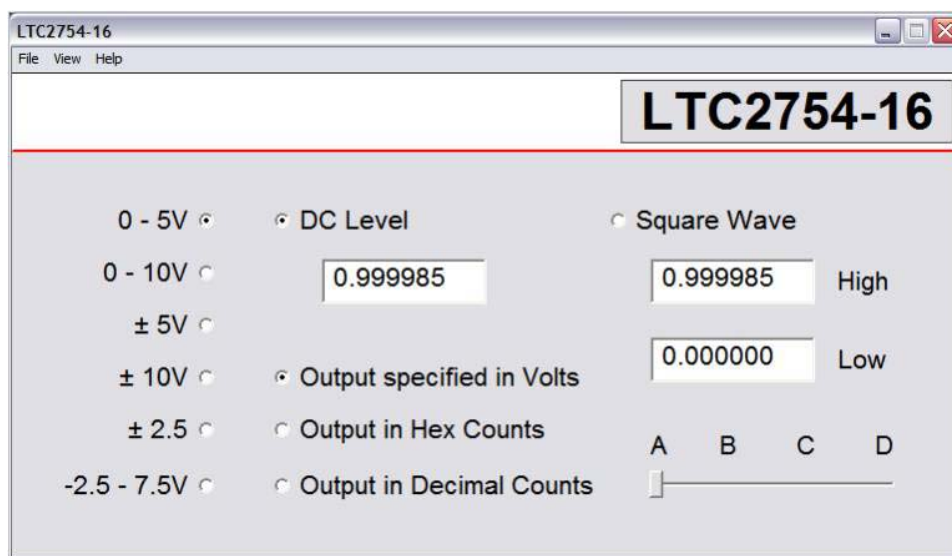 LTC2754-16
File View Help
LTC2754-16
0 - 5V
0 - 10V
± 5V
± 10V
± 2.5
-2.5 - 7.5V
DC Level
0.999985
Output specified in Volts
Output in Hex Counts
Output in Decimal Counts
Square Wave
0.999985 High
0.000000 Low
A B C D